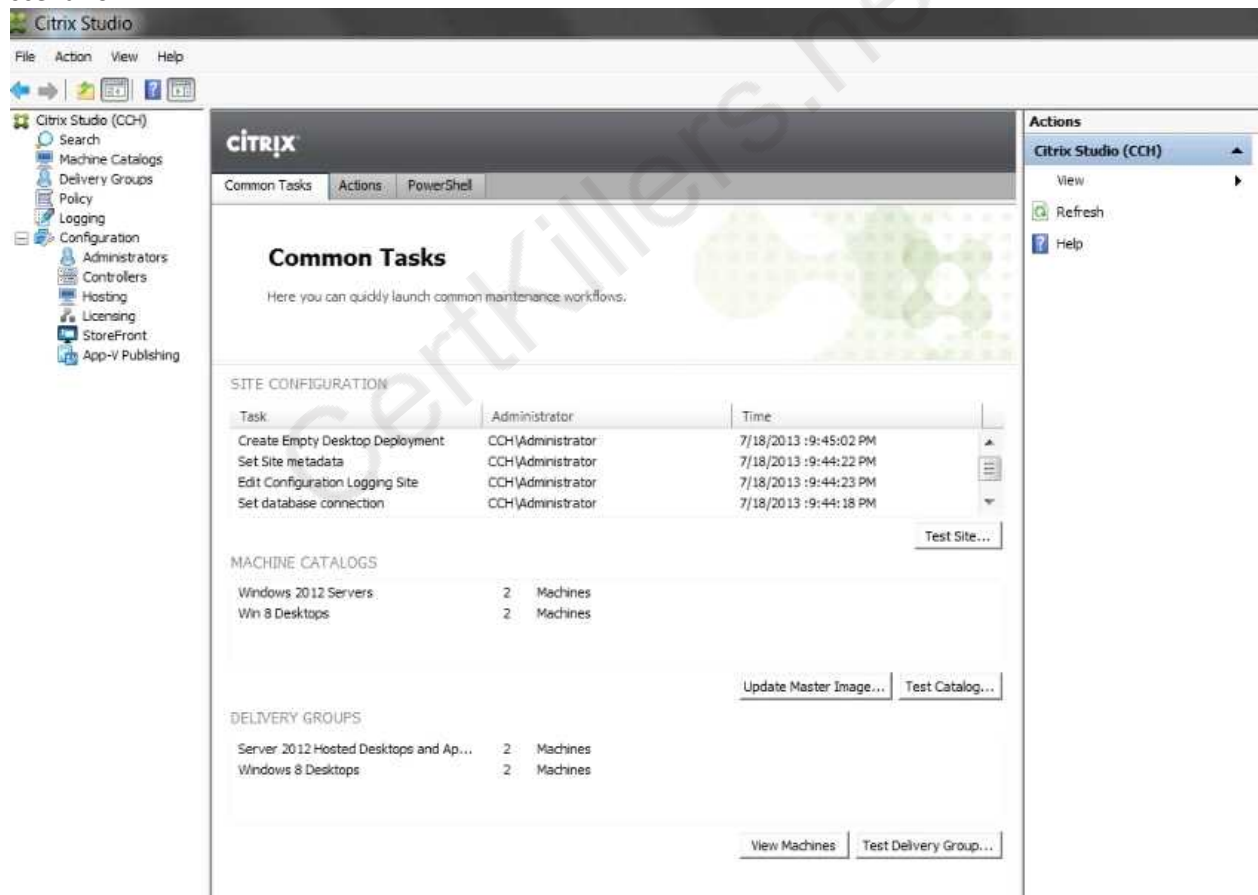 Citrix Studio
File Action View Help
Citrix Studio (CCH)
Search
Machine Catalogs
Delivery Groups
Policy
Logging
Configuration
Administrators
Controllers
Hosting
Licensing
StoreFront
App-V Publishing
CİTRIX
Common Tasks Actions PowerShell
Common Tasks
Here you can quickly launch common maintenance workflows.
SITE CONFIGURATION
Task Administrator Time
Create Empty Desktop Deployment CCH\Administrator 7/18/2013 :9:45:02 PM
Set Site metadata CCH\Administrator 7/18/2013 :9:44:22 PM
Edit Configuration Logging Site CCH\Administrator 7/18/2013 :9:44:23 PM
Set database connection CCH\Administrator 7/18/2013 :9:44:18 PM
Test Site...
MACHINE CATALOGS
Windows 2012 Servers 2 Machines
Win 8 Desktops 2 Machines
Update Master Image... Test Catalog...
DELIVERY GROUPS
Server 2012 Hosted Desktops and Ap... 2 Machines
Windows 8 Desktops 2 Machines
View Machines Test Delivery Group...
Actions
Citrix Studio (CCH)
View
Refresh
Help
CertKillers.ne